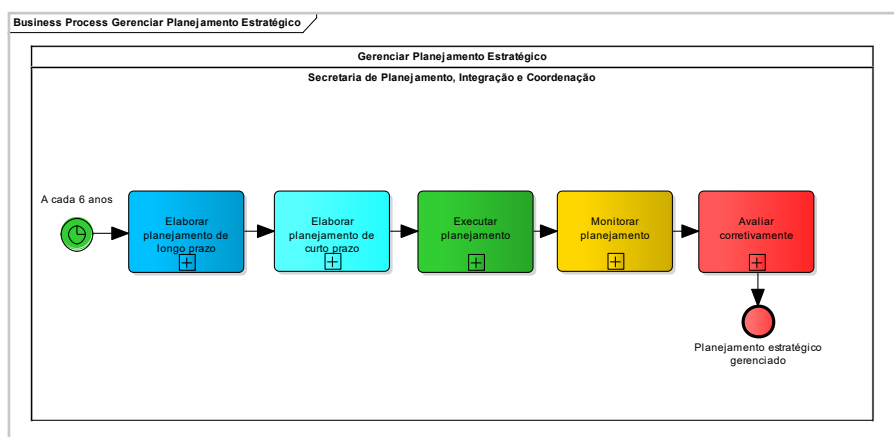 Business Process Gerenciar Planejamento Estratégico
Gerenciar Planejamento Estratégico
Secretaria de Planejamento, Integração e Coordenação
A cada 6 anos
Elaborar
planejamento de
longo prazo
Elaborar
planejamento de
curto prazo
Executar
planejamento
Monitorar
planejamento
Avaliar
corretivamente
Planejamento estratégico
gerenciado